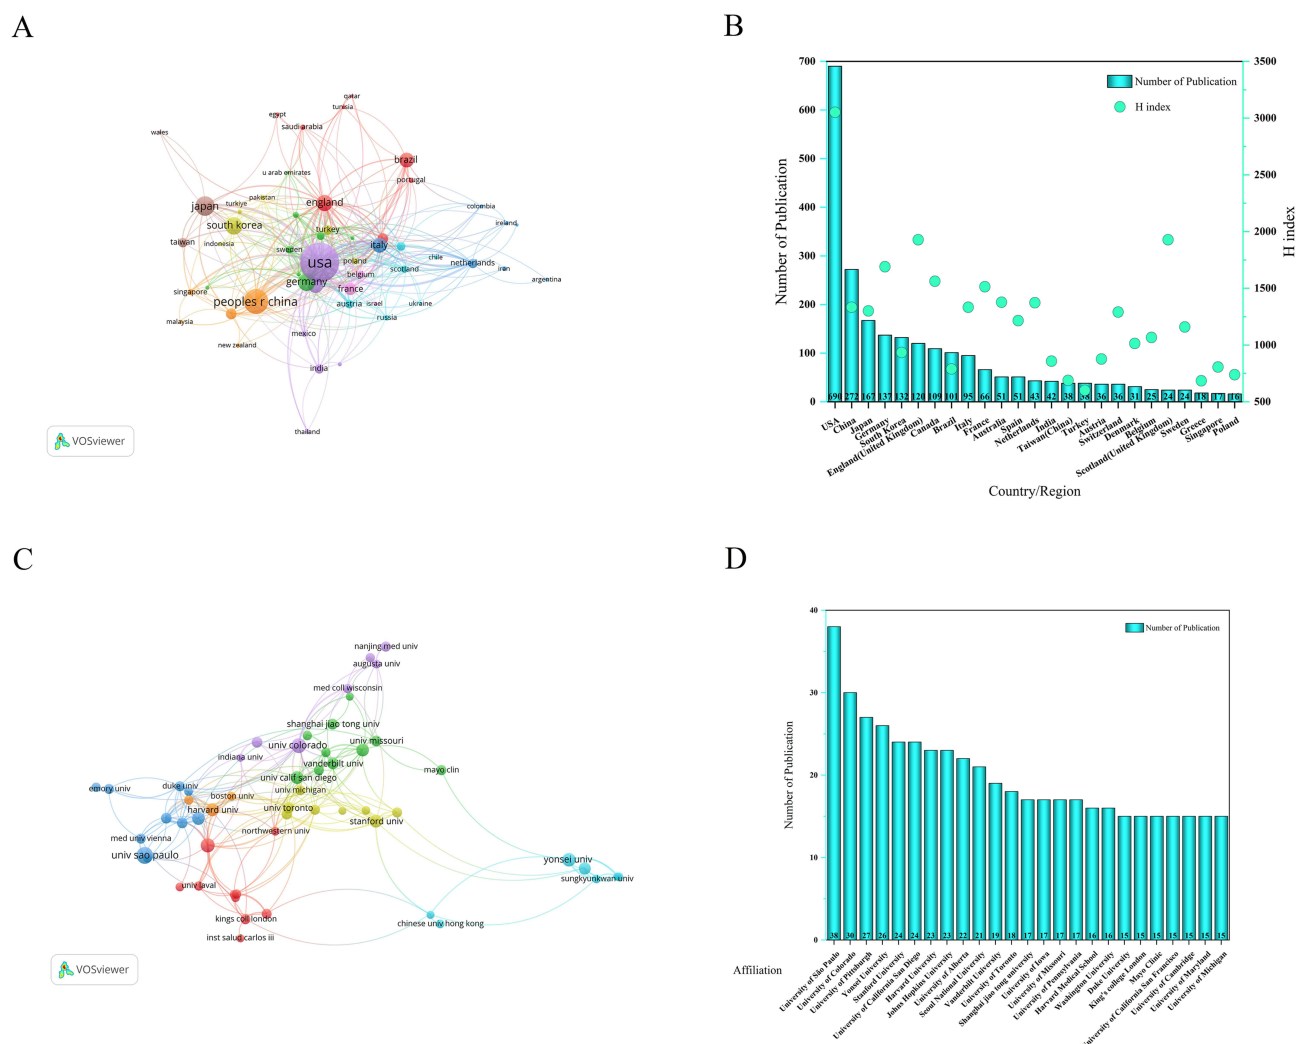 A
qatar
tunisia
egypt
saudi arabia
wales
brazil
u arab emirates
portugal
pakistan
japan
turkiye
england
colombia
south korea
turkey
ireland
taiwan
indonesia
sweden
italy
usa
poland
chile
netherlands
scotland
iran
germany
belgium
argentina
singapore
france
peoples r china
austria
israel
ukraine
malaysia
russia
mexico
new zealand
india
thailand
VOSviewer
B
Number of Publication
H index
700
600
500
400
300
200
100
0
3500
3000
2500
2000
1500
1000
500
Number of Publication
H index
690 272 167 137 132 120 109 101 95 66 51 51 43 42 38 38 36 36 31 25 24 24 18 17 16
USA
China
Japan
Germany
South Korea
England(United Kingdom)
Canada
Brazil
Italy
France
Australia
Spain
Netherlands
India
Taiwan(China)
Turkey
Austria
Switzerland
Denmark
Belgium
Scotland(United Kingdom)
Sweden
Greece
Singapore
Poland
Country/Region
C
nanjing med univ
augusta univ
med coll wisconsin
shanghai jiao tong univ
univ colorado
univ missouri
indiana univ
vanderbilt univ
mayo clin
univ calif san diego
emory univ
duke univ
univ michigan
boston univ
harvard univ
univ toronto
stanford univ
northwestern univ
med univ vienna
univ sao paulo
yonsei univ
sungkyunkwan univ
univ laval
kings coll london
chinese univ hong kong
inst salud carlos iii
VOSviewer
D
Number of Publication
40
30
20
10
0
Number of Publication
38 30 27 26 24 24 23 23 22 21 19 18 17 17 17 17 16 16 15 15 15 15 15 15 15
Affiliation
University of São Paulo
University of Colorado
University of Pittsburgh
Yonsei University
Stanford University
University of California San Diego
Harvard University
Johns Hopkins University
University of Alberta
Seoul National University
Vanderbilt University
University of Toronto
Shanghai jiao tong university
University of Iowa
University of Missouri
University of Pennsylvania
Harvard Medical School
Washington University
Duke University
King's college London
Mayo Clinic
University of California San Francisco
University of Cambridge
University of Maryland
University of Michigan